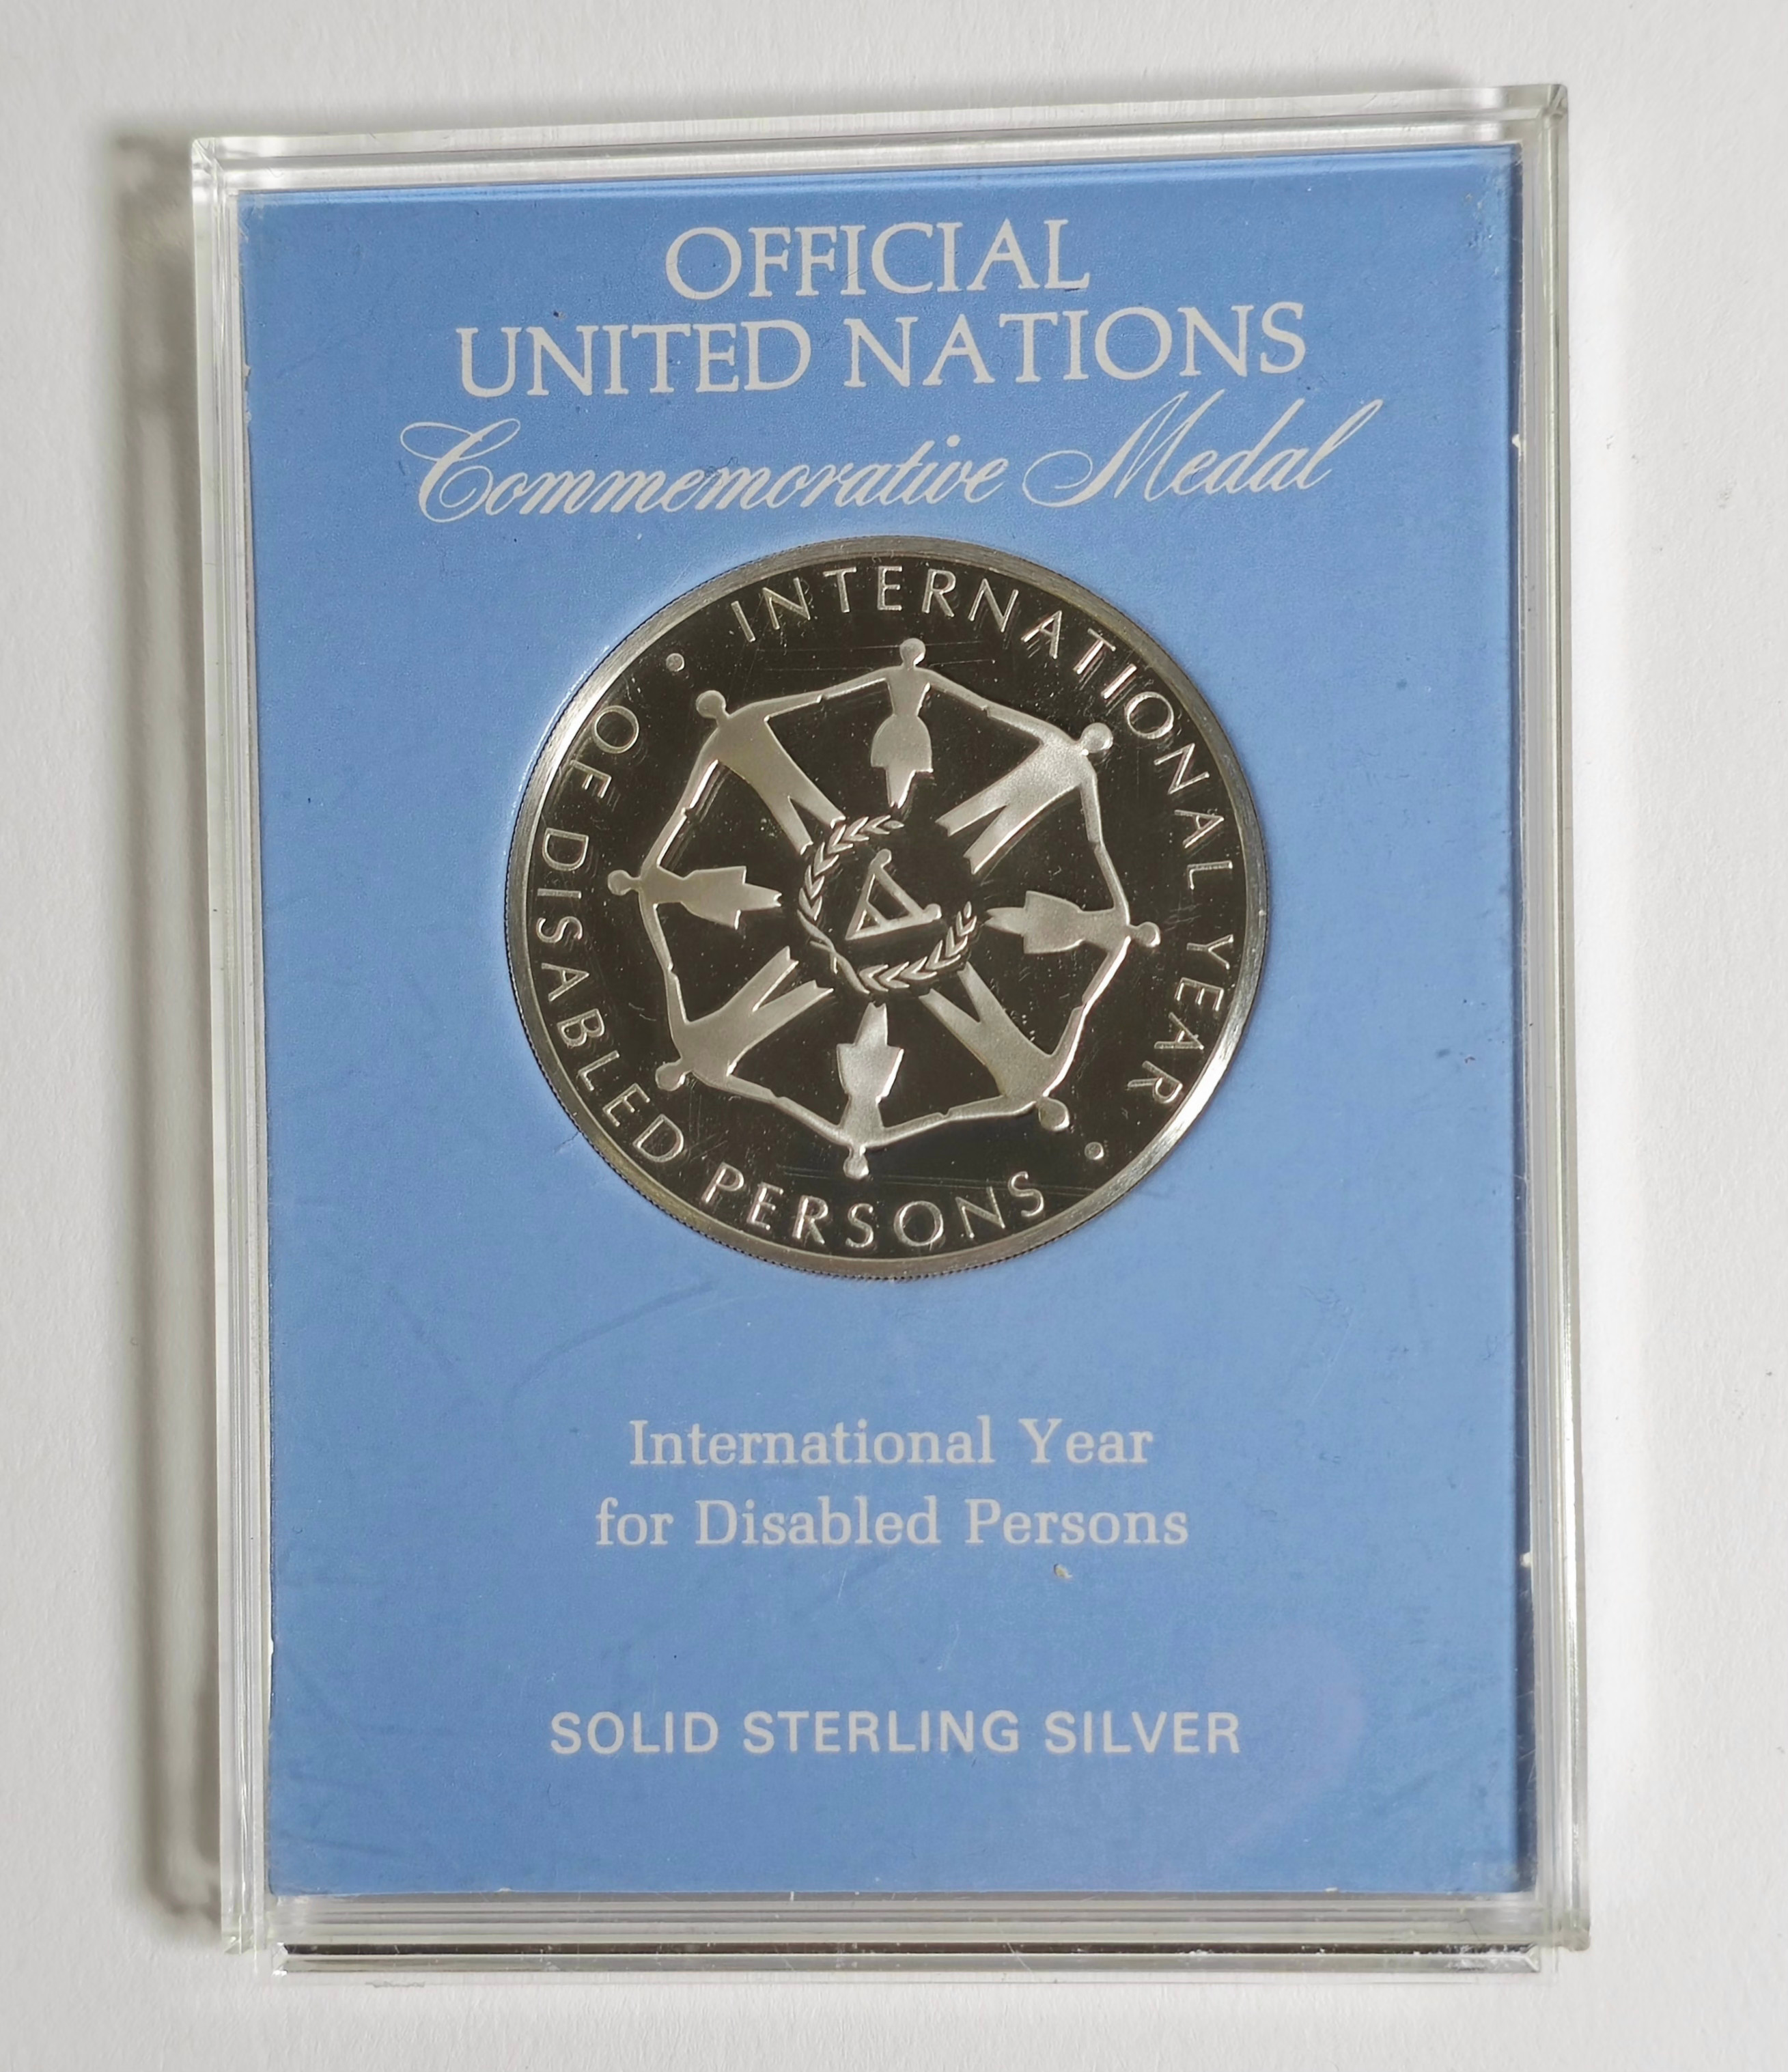 OFFICIAL
UNITED NATIONS
Commemorative Medal
INTERNATIONAL YEAR
OF DISABLED PERSONS
International Year
for Disabled Persons
SOLID STERLING SILVER